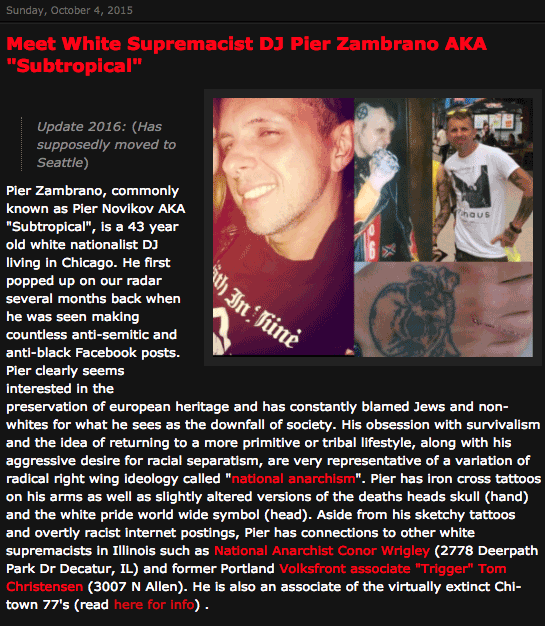 Sunday, October 4, 2015
Meet White Supremacist DJ Pier Zambrano AKA
"Subtropical"
Update 2016: (Has
supposedly moved to
Seattle)
Pier Zambrano, commonly
known as Pier Novikov AKA
"Subtropical", is a 43 year
old white nationalist DJ
living in Chicago. He first
popped up on our radar
several months back when
he was seen making
countless anti-semitic and
anti-black Facebook posts.
Pier clearly seems
interested in the
preservation of european heritage and has constantly blamed Jews and non-
whites for what he sees as the downfall of society. His obsession with survivalism
and the idea of returning to a more primitive or tribal lifestyle, along with his
aggressive desire for racial separatism, are very representative of a variation of
radical right wing ideology called "national anarchism". Pier has iron cross tattoos
on his arms as well as slightly altered versions of the deaths heads skull (hand)
and the white pride world wide symbol (head). Aside from his sketchy tattoos
and overtly racist internet postings, Pier has connections to other white
supremacists in Illinois such as National Anarchist Conor Wrigley (2778 Deerpath
Park Dr Decatur, IL) and former Portland Volksfront associate "Trigger" Tom
Christensen (3007 N Allen). He is also an associate of the virtually extinct Chi-
town 77's (read here for info) .
In June